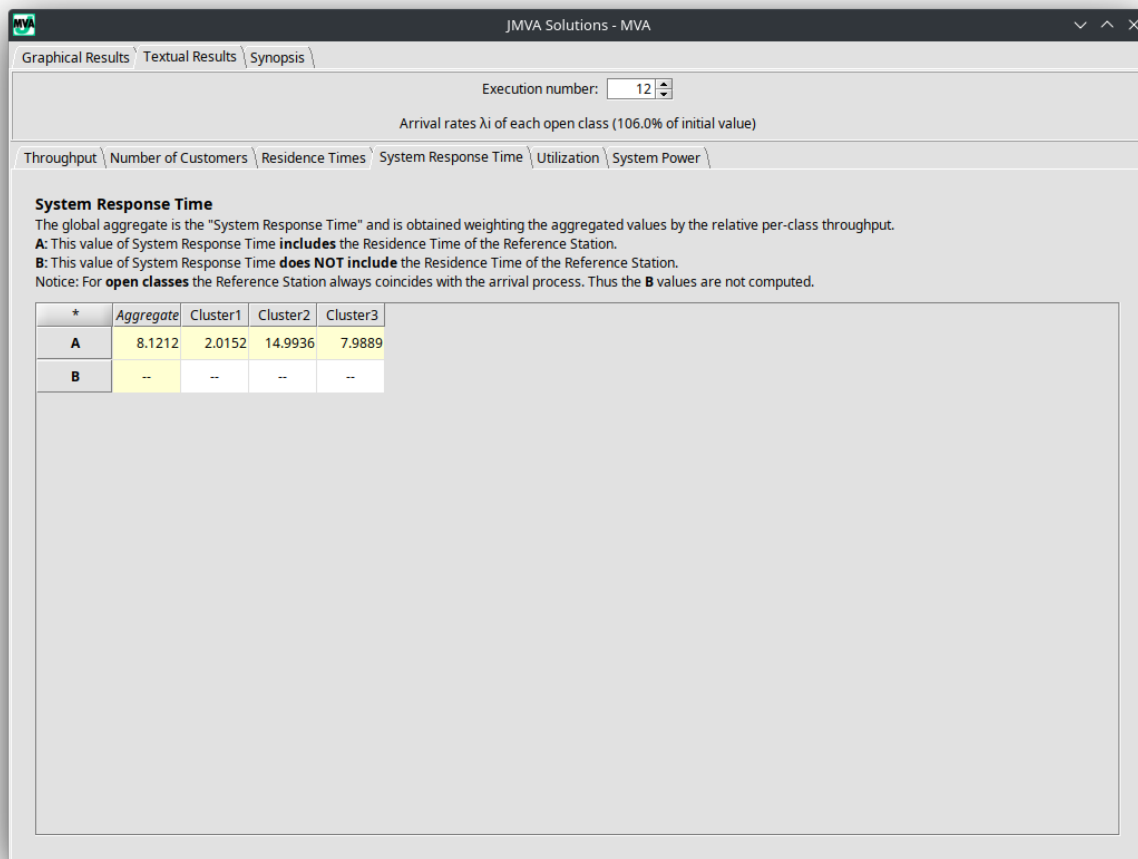 MVA JMVA Solutions - MVA
Graphical Results Textual Results Synopsis
Execution number: 12
Arrival rates λi of each open class (106.0% of initial value)
Throughput Number of Customers Residence Times System Response Time Utilization System Power
System Response Time
The global aggregate is the "System Response Time" and is obtained weighting the aggregated values by the relative per-class throughput.
A: This value of System Response Time includes the Residence Time of the Reference Station.
B: This value of System Response Time does NOT include the Residence Time of the Reference Station.
Notice: For open classes the Reference Station always coincides with the arrival process. Thus the B values are not computed.
* Aggregate Cluster1 Cluster2 Cluster3
A 8.1212 2.0152 14.9936 7.9889
B -- -- -- --